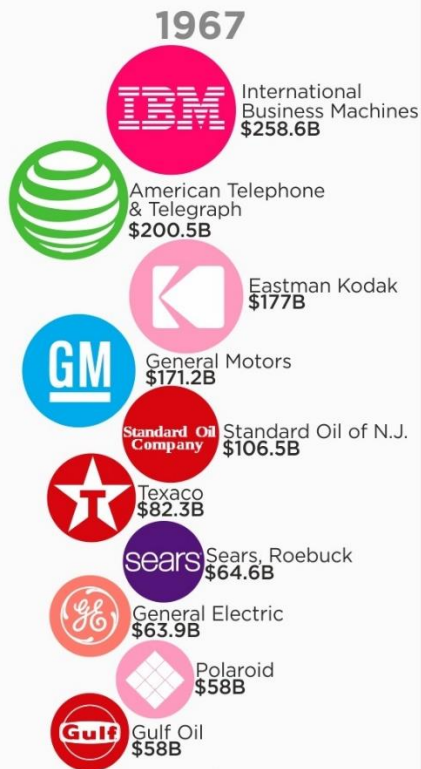 1967
IBM
International
Business Machines
$258.6B
American Telephone
& Telegraph
$200.5B
Eastman Kodak
$177B
GM
General Motors
$171.2B
Standard Oil
Company
Standard Oil of N.J.
$106.5B
T
Texaco
$82.3B
sears
Sears, Roebuck
$64.6B
GE
General Electric
$63.9B
Polaroid
$58B
Gulf
Gulf Oil
$58B